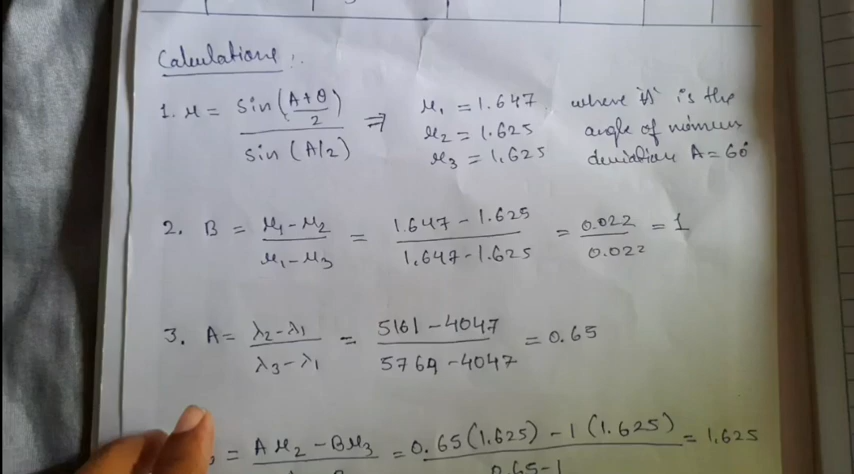 Calculations :.
1. μ = sin(A+θ/2) / sin(A/2) ⇒ μ₁ = 1.647 where 'δ' is the
μ₂ = 1.625 angle of
μ₃ = 1.625 deviation A=60°
2. B = μ₁-μ₂ / μ₁-μ₃ = 1.647-1.625 / 1.647-1.625 = 0.022 / 0.022 = 1
3. A = λ₂-λ₁ / λ₃-λ₁ = 5161-4047 / 5769-4047 = 0.65
= Aμ₂-Bμ₃ = 0.65(1.625) - 1(1.625) / 0.65-1 = 1.625